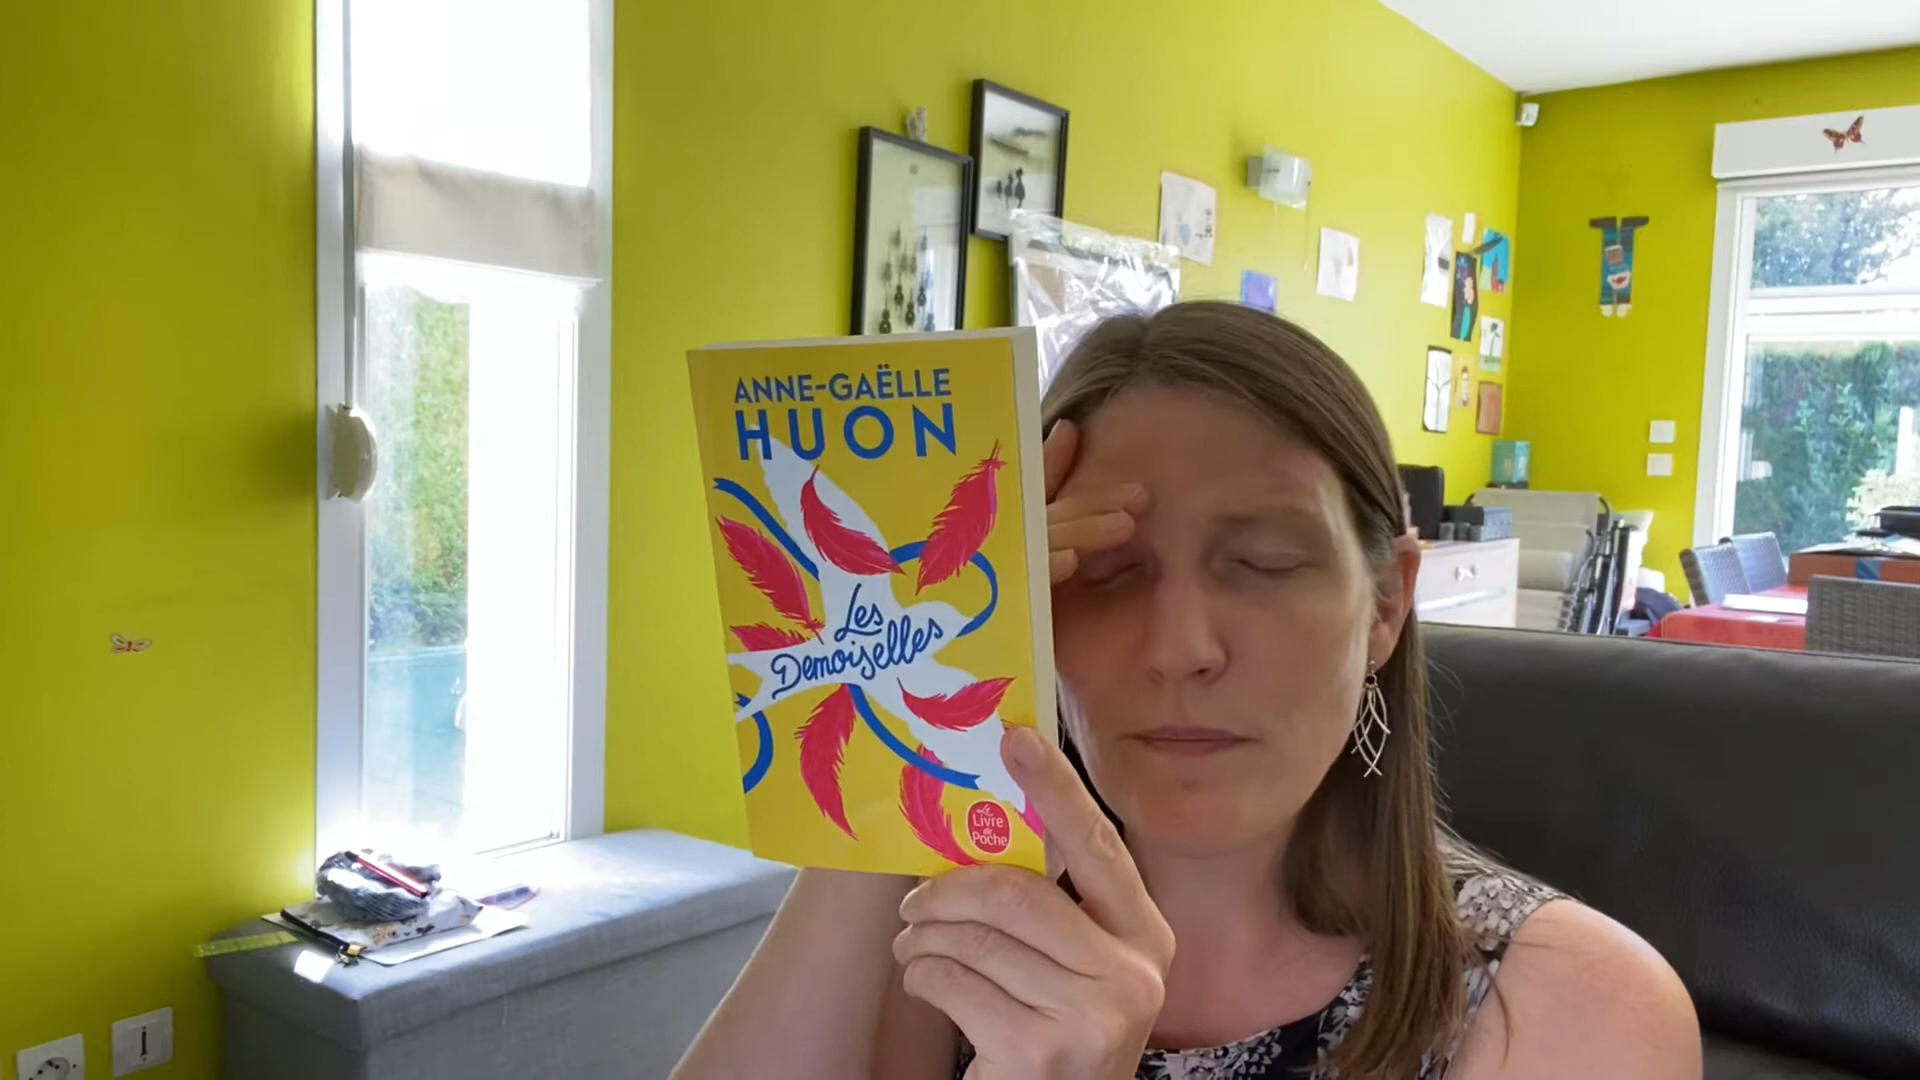 ANNE-GAËLLE
HUON
Les
Demoiselles
Le
Livre
de
Poche